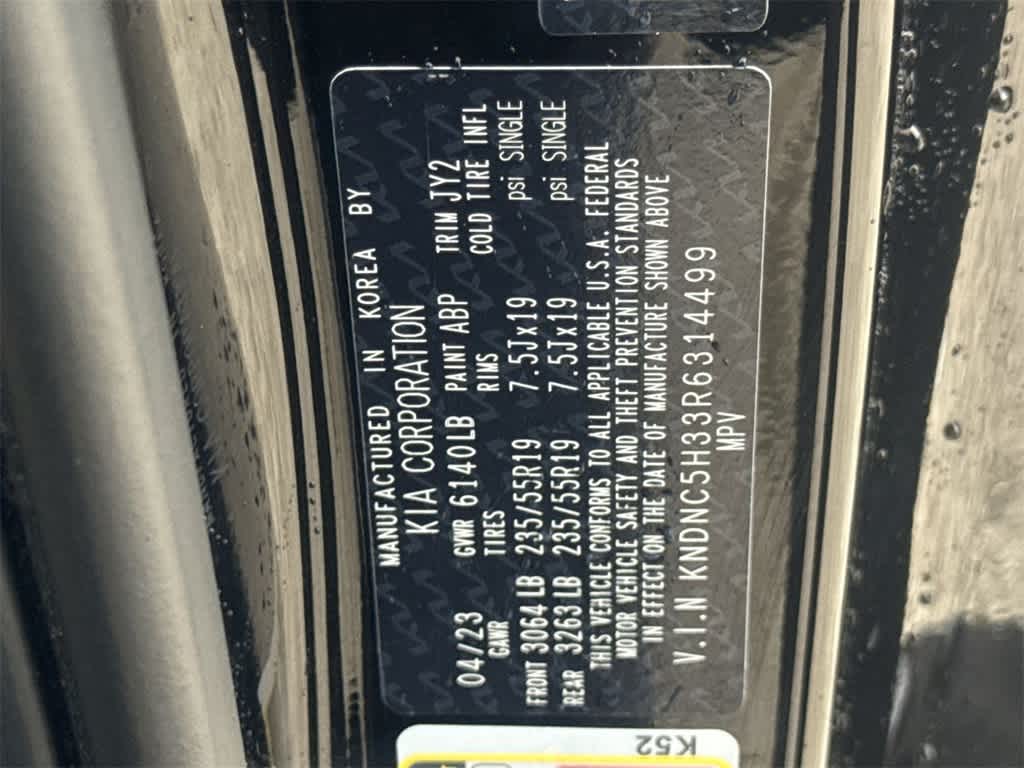 MANUFACTURED IN KOREA BY
KIA CORPORATION
04/23 GVWR 6140LB PAINT ABP TRIM JY2
GAWR TIRES RIMS COLD TIRE INFL
FRONT 3064 LB 235/55R19 7.5Jx19 psi SINGLE
REAR 3263 LB 235/55R19 7.5Jx19 psi SINGLE
THIS VEHICLE CONFORMS TO ALL APPLICABLE U.S.A. FEDERAL
MOTOR VEHICLE SAFETY AND THEFT PREVENTION STANDARDS
IN EFFECT ON THE DATE OF MANUFACTURE SHOWN ABOVE
V.I.N KNDNC5H33R6314499
MPV
K52